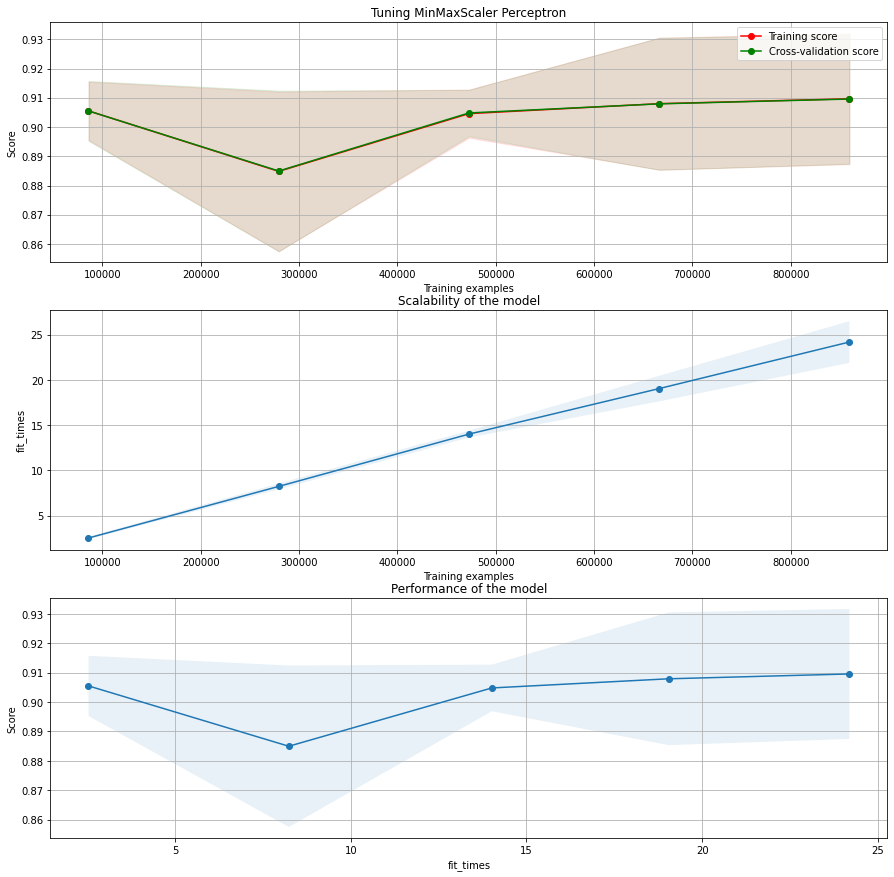 Tuning MinMaxScaler Perceptron
Training score
Cross-validation score
0.93
0.92
0.91
0.90
0.89
0.88
0.87
0.86
Score
100000 200000 300000 400000 500000 600000 700000 800000
Training examples
Scalability of the model
25
20
15
10
5
fit_times
100000 200000 300000 400000 500000 600000 700000 800000
Training examples
Performance of the model
0.93
0.92
0.91
0.90
0.89
0.88
0.87
0.86
Score
5 10 15 20 25
fit_times